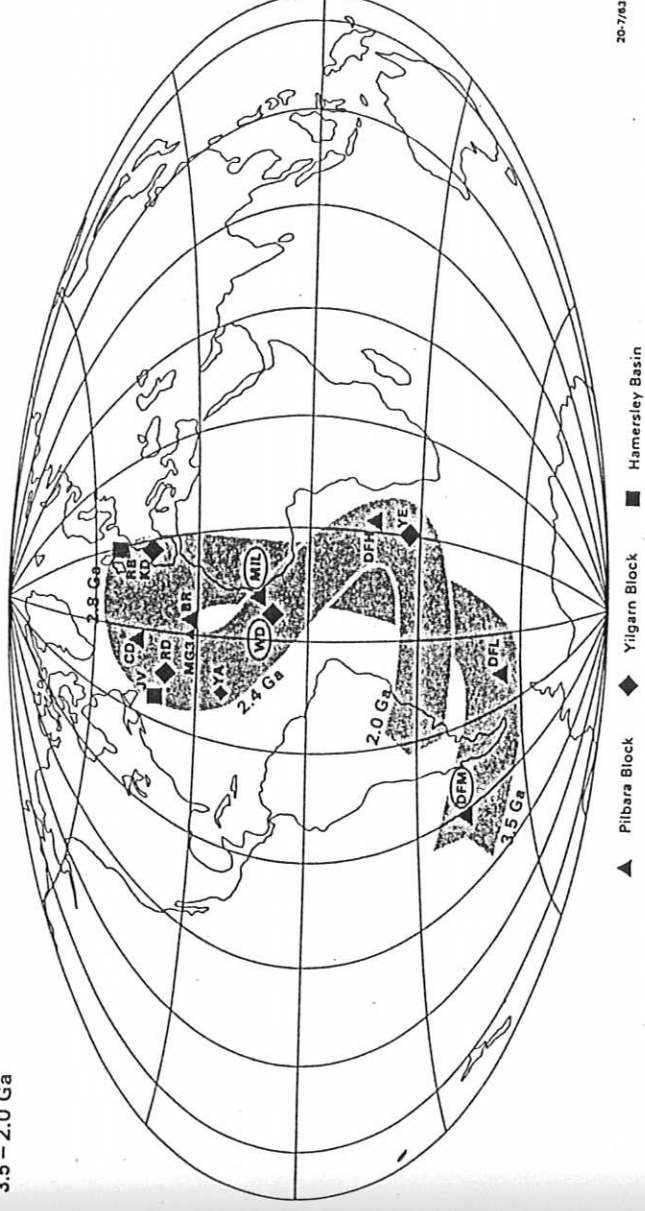 3.5 – 2.0 Ga
2.8 Ga
RB
KD
CD
JV
RD
BR
MG3
YA
2.4 Ga
MIL
WD
DFH
YE
2.0 Ga
DFL
DFM
3.5 Ga
Pilbara Block
Yilgarn Block
Hamersley Basin
20-7/63